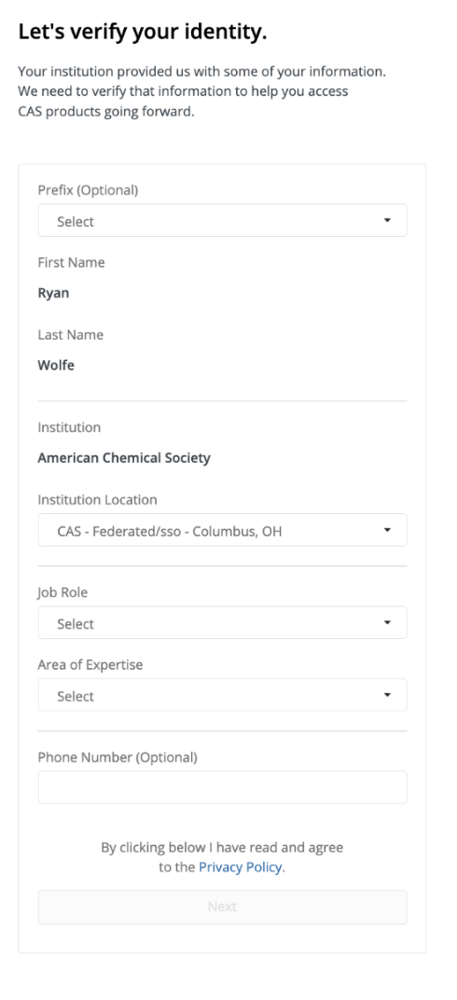 Let's verify your identity.
Your institution provided us with some of your information.
We need to verify that information to help you access
CAS products going forward.
Prefix (Optional)
Select
First Name
Ryan
Last Name
Wolfe
Institution
American Chemical Society
Institution Location
CAS - Federated/sso - Columbus, OH
Job Role
Select
Area of Expertise
Select
Phone Number (Optional)
By clicking below I have read and agree
to the Privacy Policy.
Next